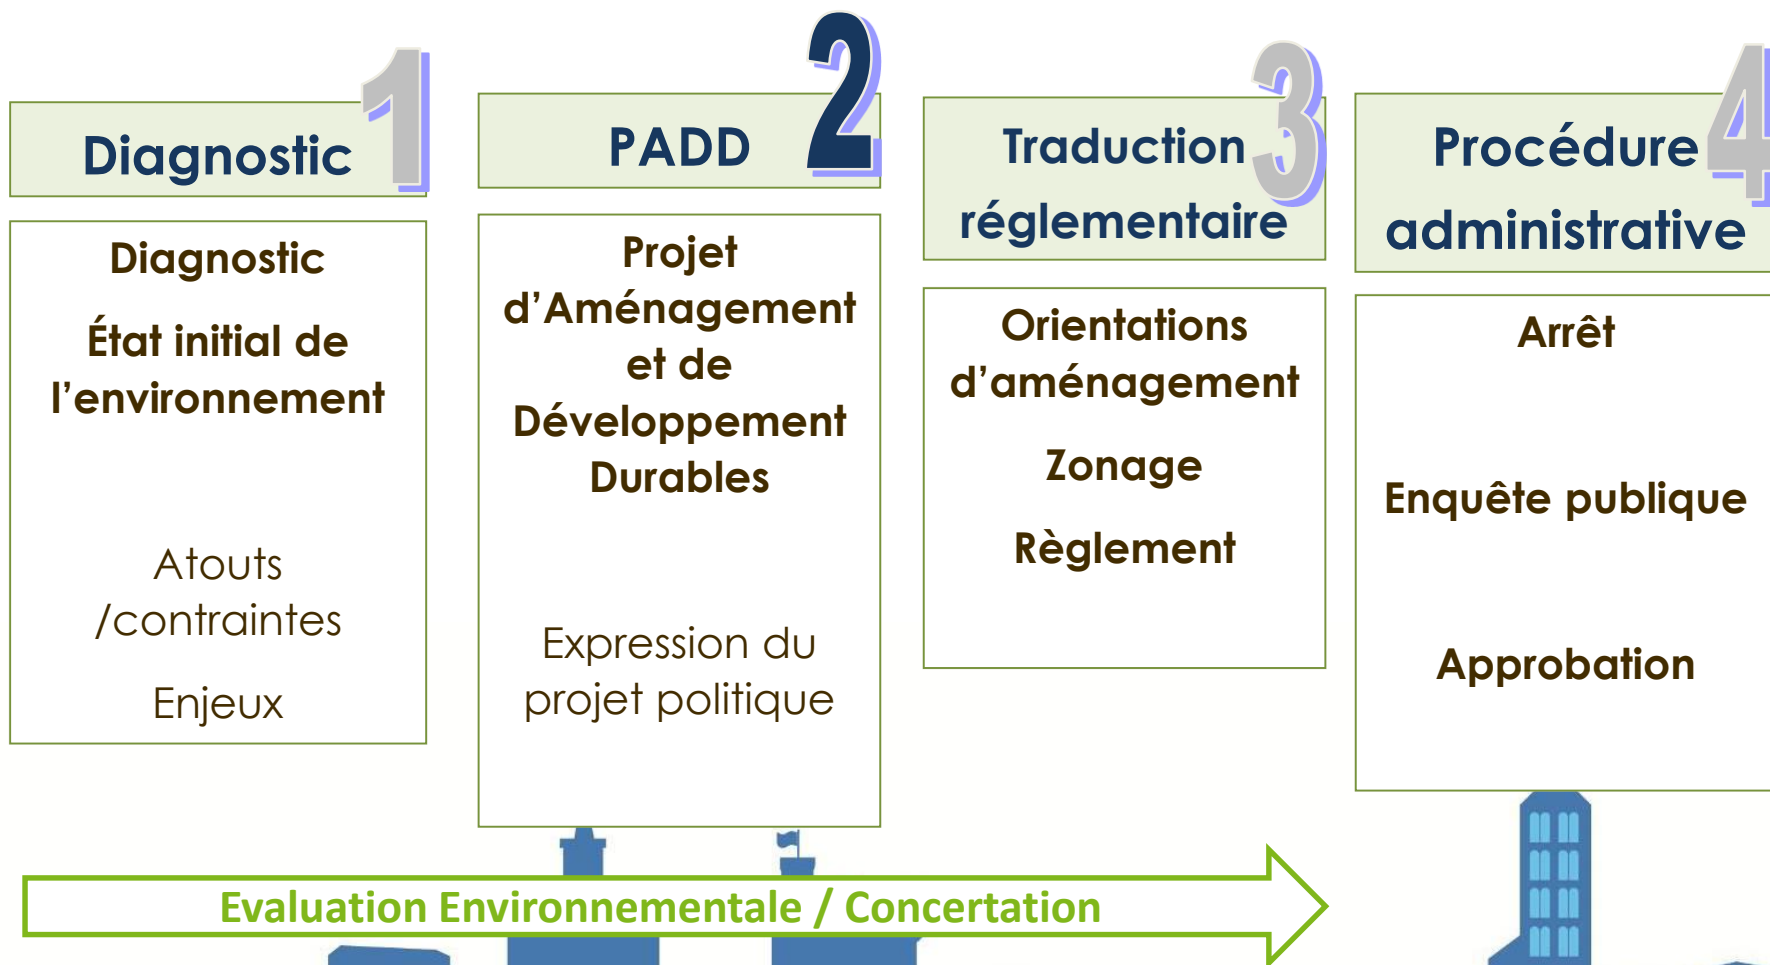 1
Diagnostic
Diagnostic
État initial de
l’environnement
Atouts
/contraintes
Enjeux
2
PADD
Projet
d’Aménagement
et de
Développement
Durables
Expression du
projet politique
3
Traduction
réglementaire
Orientations
d’aménagement
Zonage
Règlement
4
Procédure
administrative
Arrêt
Enquête publique
Approbation
Evaluation Environnementale / Concertation